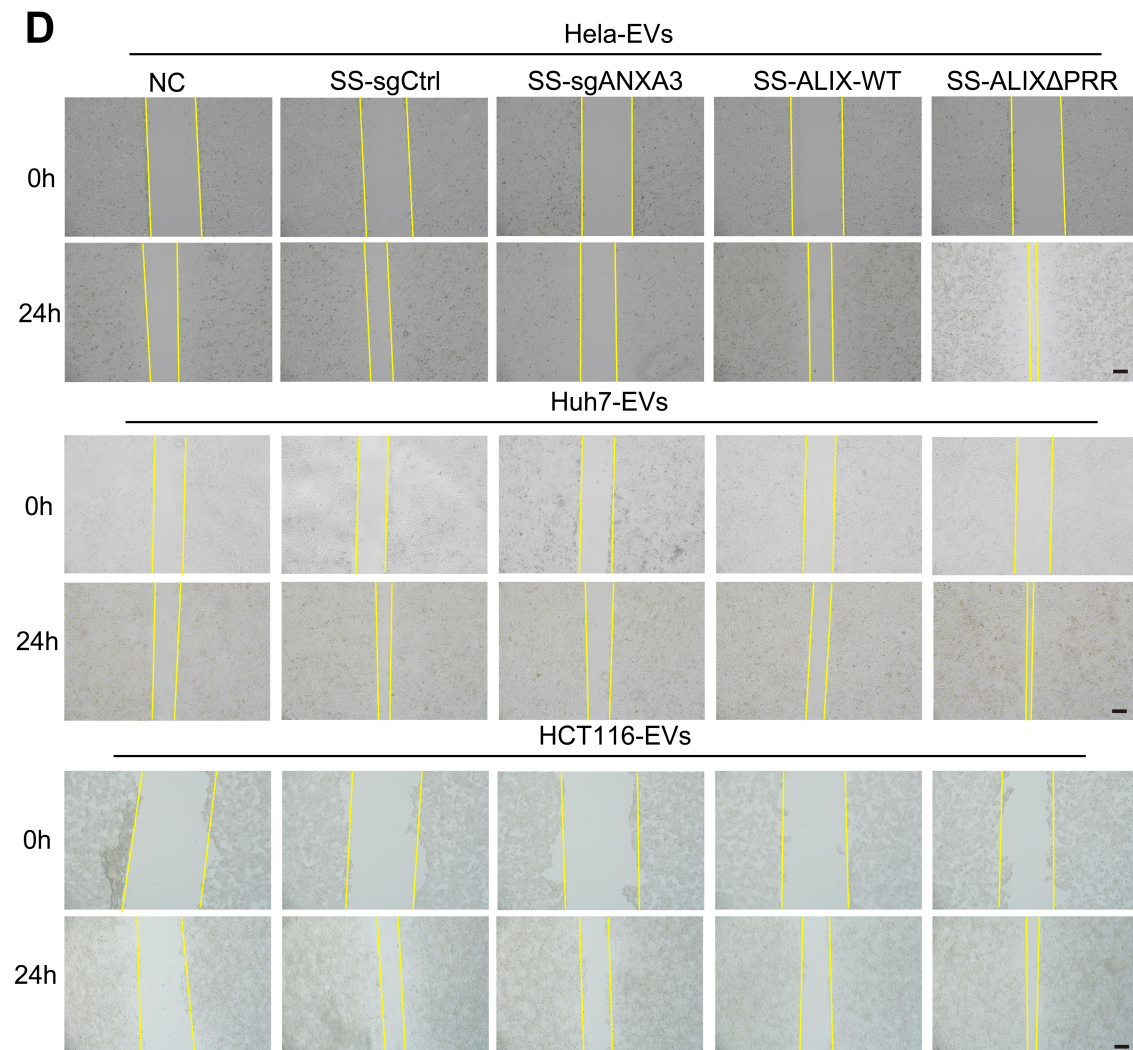 D
Hela-EVs
NC SS-sgCtrl SS-sgANXA3 SS-ALIX-WT SS-ALIXΔPRR
0h
24h
Huh7-EVs
0h
24h
HCT116-EVs
0h
24h